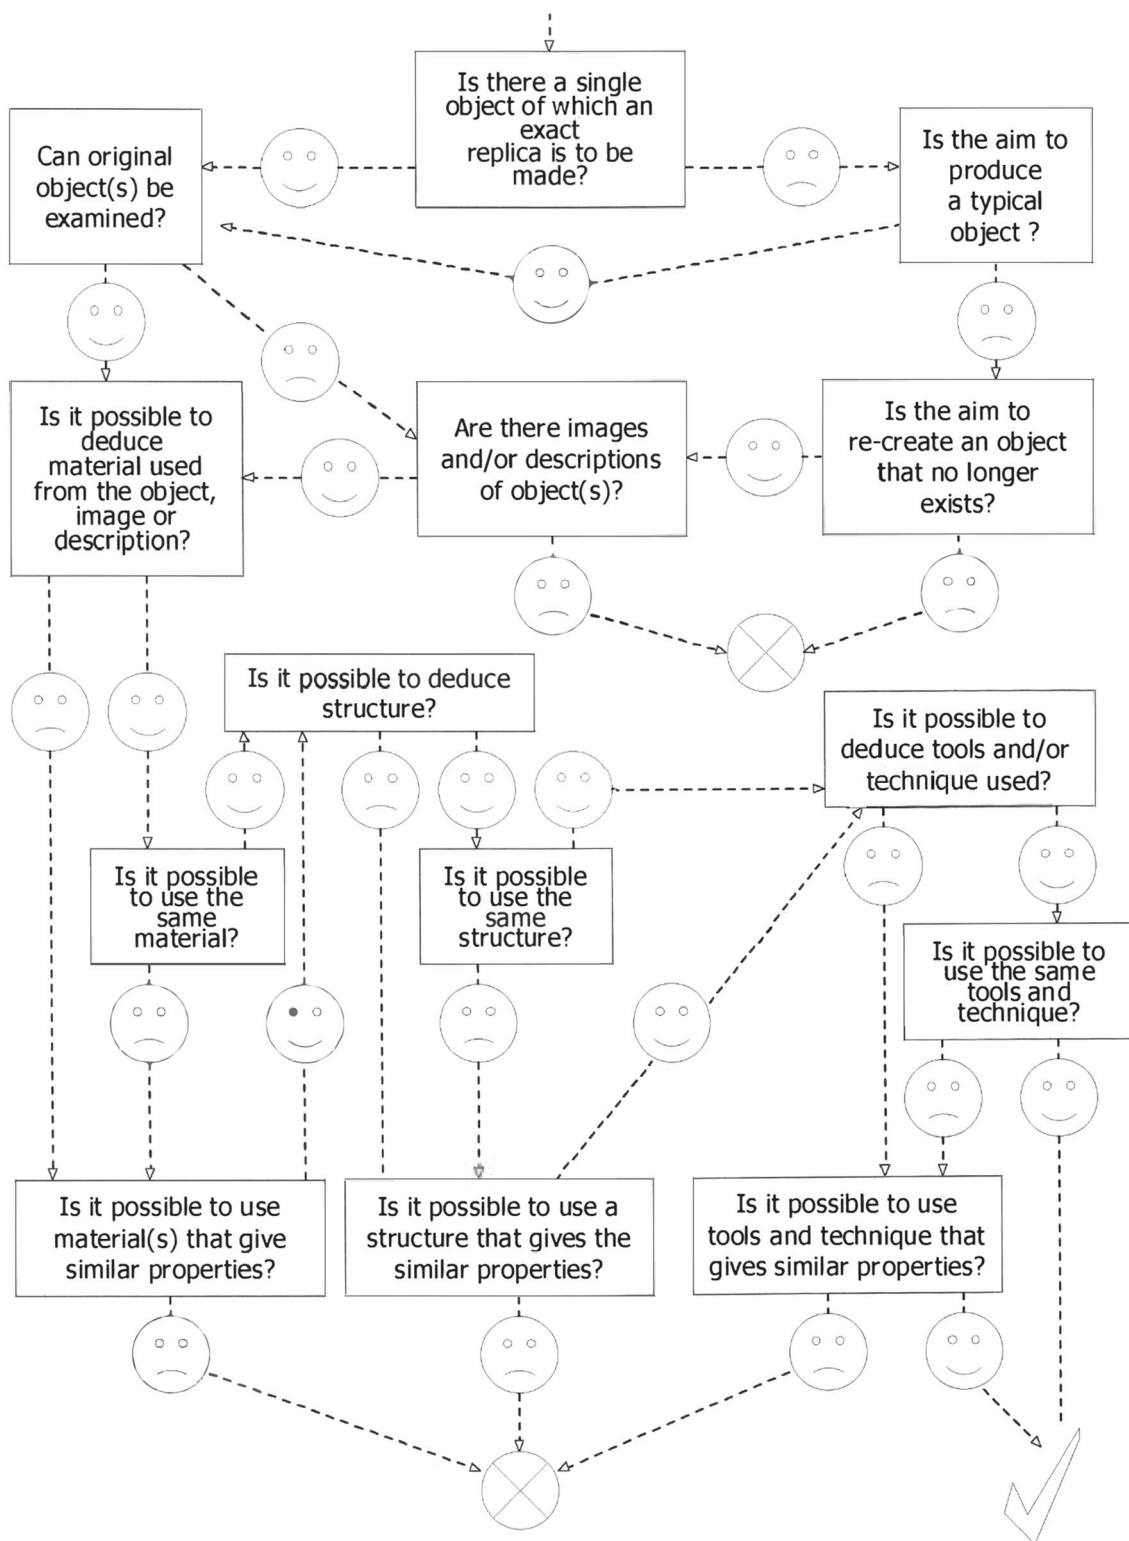 Is there a single
object of which an
exact
replica is to be
made?
Can original
object(s) be
examined?
Is the aim to
produce
a typical
object ?
Is it possible to
deduce
material used
from the object,
image or
description?
Are there images
and/or descriptions
of object(s)?
Is the aim to
re-create an object
that no longer
exists?
Is it possible to deduce
structure?
Is it possible to
deduce tools and/or
technique used?
Is it possible
to use the
same
material?
Is it possible
to use the
same
structure?
Is it possible to
use the same
tools and
technique?
Is it possible to use
material(s) that give
similar properties?
Is it possible to use a
structure that gives the
similar properties?
Is it possible to use
tools and technique that
gives similar properties?